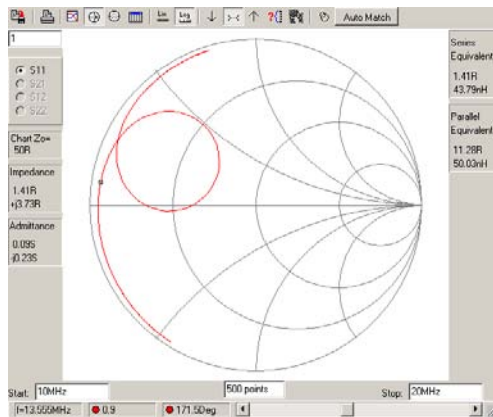 Lin
Log
Auto Match
1
S11
S21
S12
S22
Chart Zo=
50R
Impedance
1.41R
+j3.73R
Admittance
0.09S
-j0.23S
Series
Equivalent
1.41R
43.79nH
Parallel
Equivalent
11.28R
50.03nH
Start: 10MHz
500 points
Stop: 20MHz
f=13.555MHz
0.9
171.5Deg